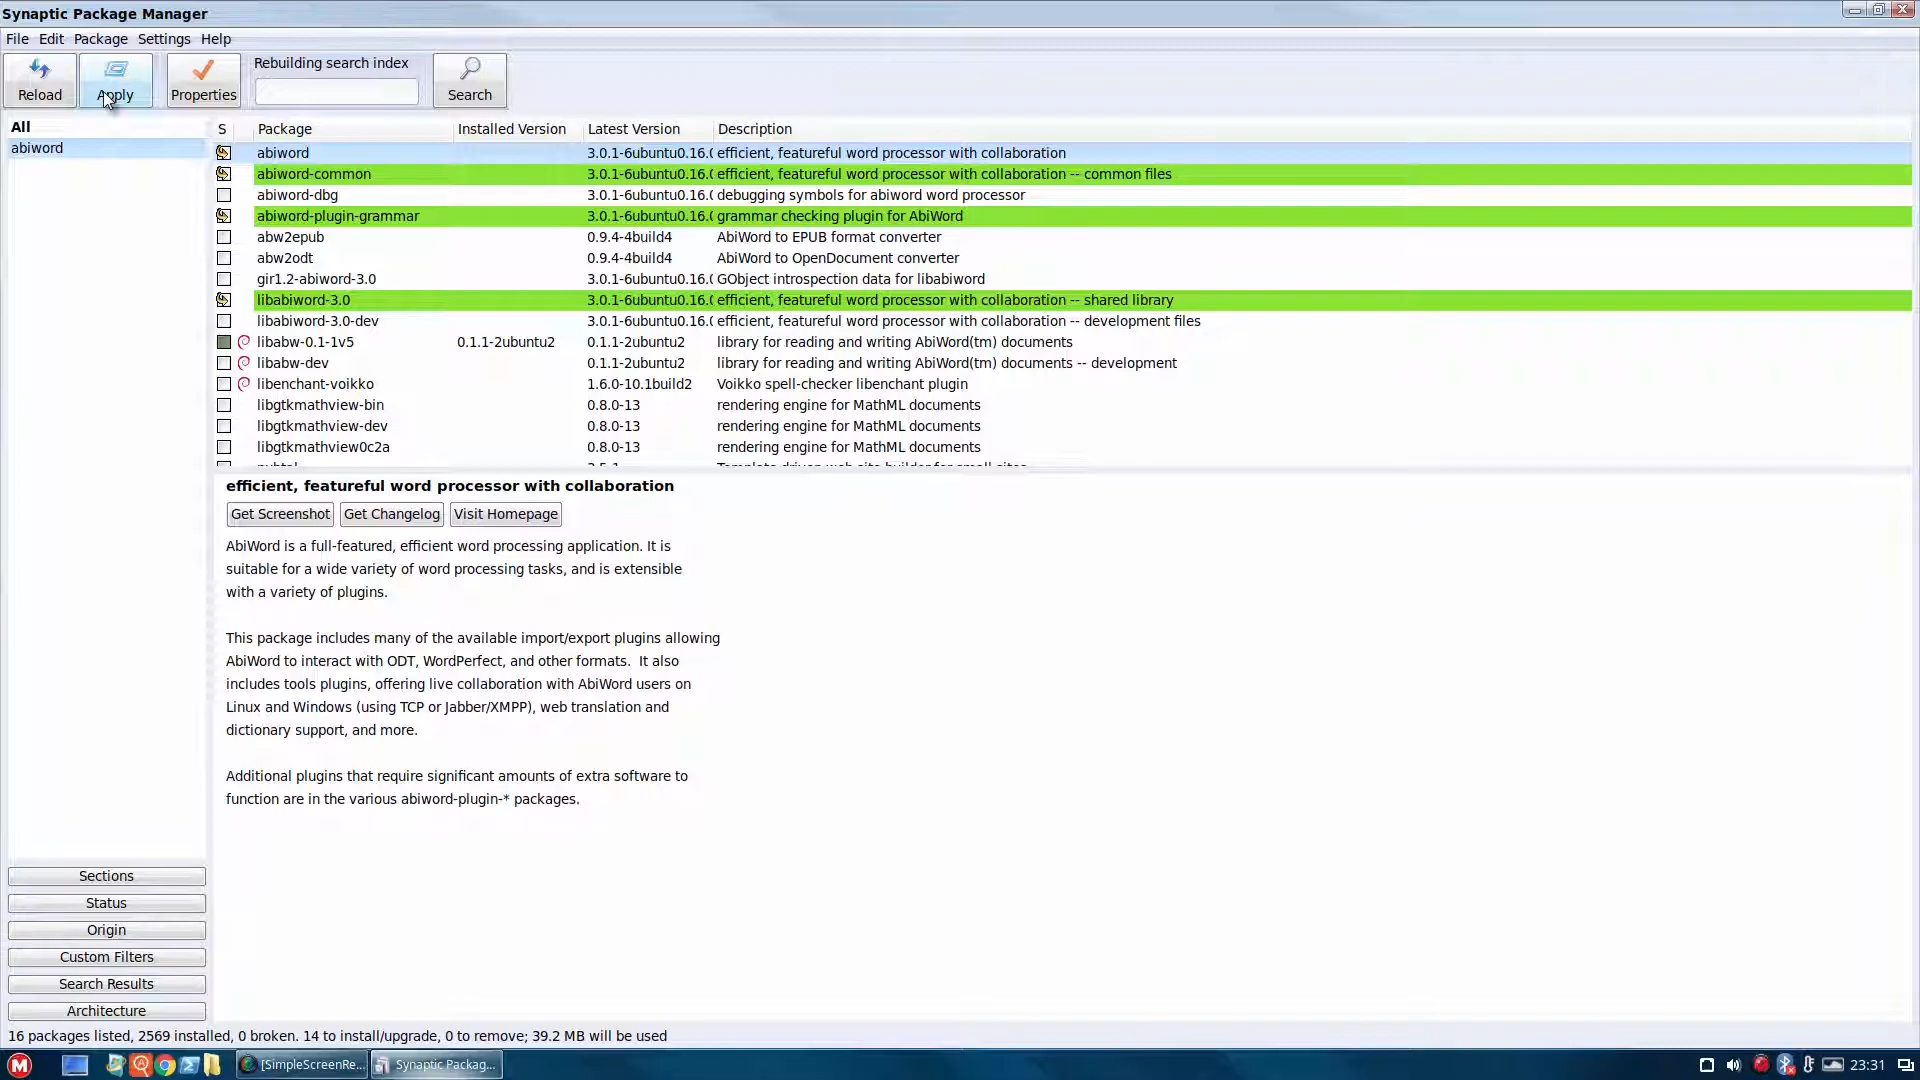 Synaptic Package Manager
File Edit Package Settings Help
Reload Apply Properties Rebuilding search index Search
All
abiword
S Package Installed Version Latest Version Description
abiword 3.0.1-6ubuntu0.16.0 efficient, featureful word processor with collaboration
abiword-common 3.0.1-6ubuntu0.16.0 efficient, featureful word processor with collaboration -- common files
abiword-dbg 3.0.1-6ubuntu0.16.0 debugging symbols for abiword word processor
abiword-plugin-grammar 3.0.1-6ubuntu0.16.0 grammar checking plugin for AbiWord
abw2epub 0.9.4-4build4 AbiWord to EPUB format converter
abw2odt 0.9.4-4build4 AbiWord to OpenDocument converter
gir1.2-abiword-3.0 3.0.1-6ubuntu0.16.0 GObject introspection data for libabiword
libabiword-3.0 3.0.1-6ubuntu0.16.0 efficient, featureful word processor with collaboration -- shared library
libabiword-3.0-dev 3.0.1-6ubuntu0.16.0 efficient, featureful word processor with collaboration -- development files
libabw-0.1-1v5 0.1.1-2ubuntu2 0.1.1-2ubuntu2 library for reading and writing AbiWord(tm) documents
libabw-dev 0.1.1-2ubuntu2 library for reading and writing AbiWord(tm) documents -- development
libenchant-voikko 1.6.0-10.1build2 Voikko spell-checker libenchant plugin
libgtkmathview-bin 0.8.0-13 rendering engine for MathML documents
libgtkmathview-dev 0.8.0-13 rendering engine for MathML documents
libgtkmathview0c2a 0.8.0-13 rendering engine for MathML documents
efficient, featureful word processor with collaboration
Get Screenshot Get Changelog Visit Homepage
AbiWord is a full-featured, efficient word processing application. It is
suitable for a wide variety of word processing tasks, and is extensible
with a variety of plugins.
This package includes many of the available import/export plugins allowing
AbiWord to interact with ODT, WordPerfect, and other formats. It also
includes tools plugins, offering live collaboration with AbiWord users on
Linux and Windows (using TCP or Jabber/XMPP), web translation and
dictionary support, and more.
Additional plugins that require significant amounts of extra software to
function are in the various abiword-plugin-* packages.
Sections
Status
Origin
Custom Filters
Search Results
Architecture
16 packages listed, 2569 installed, 0 broken. 14 to install/upgrade, 0 to remove; 39.2 MB will be used
[SimpleScreenRe... Synaptic Packag... 23:31